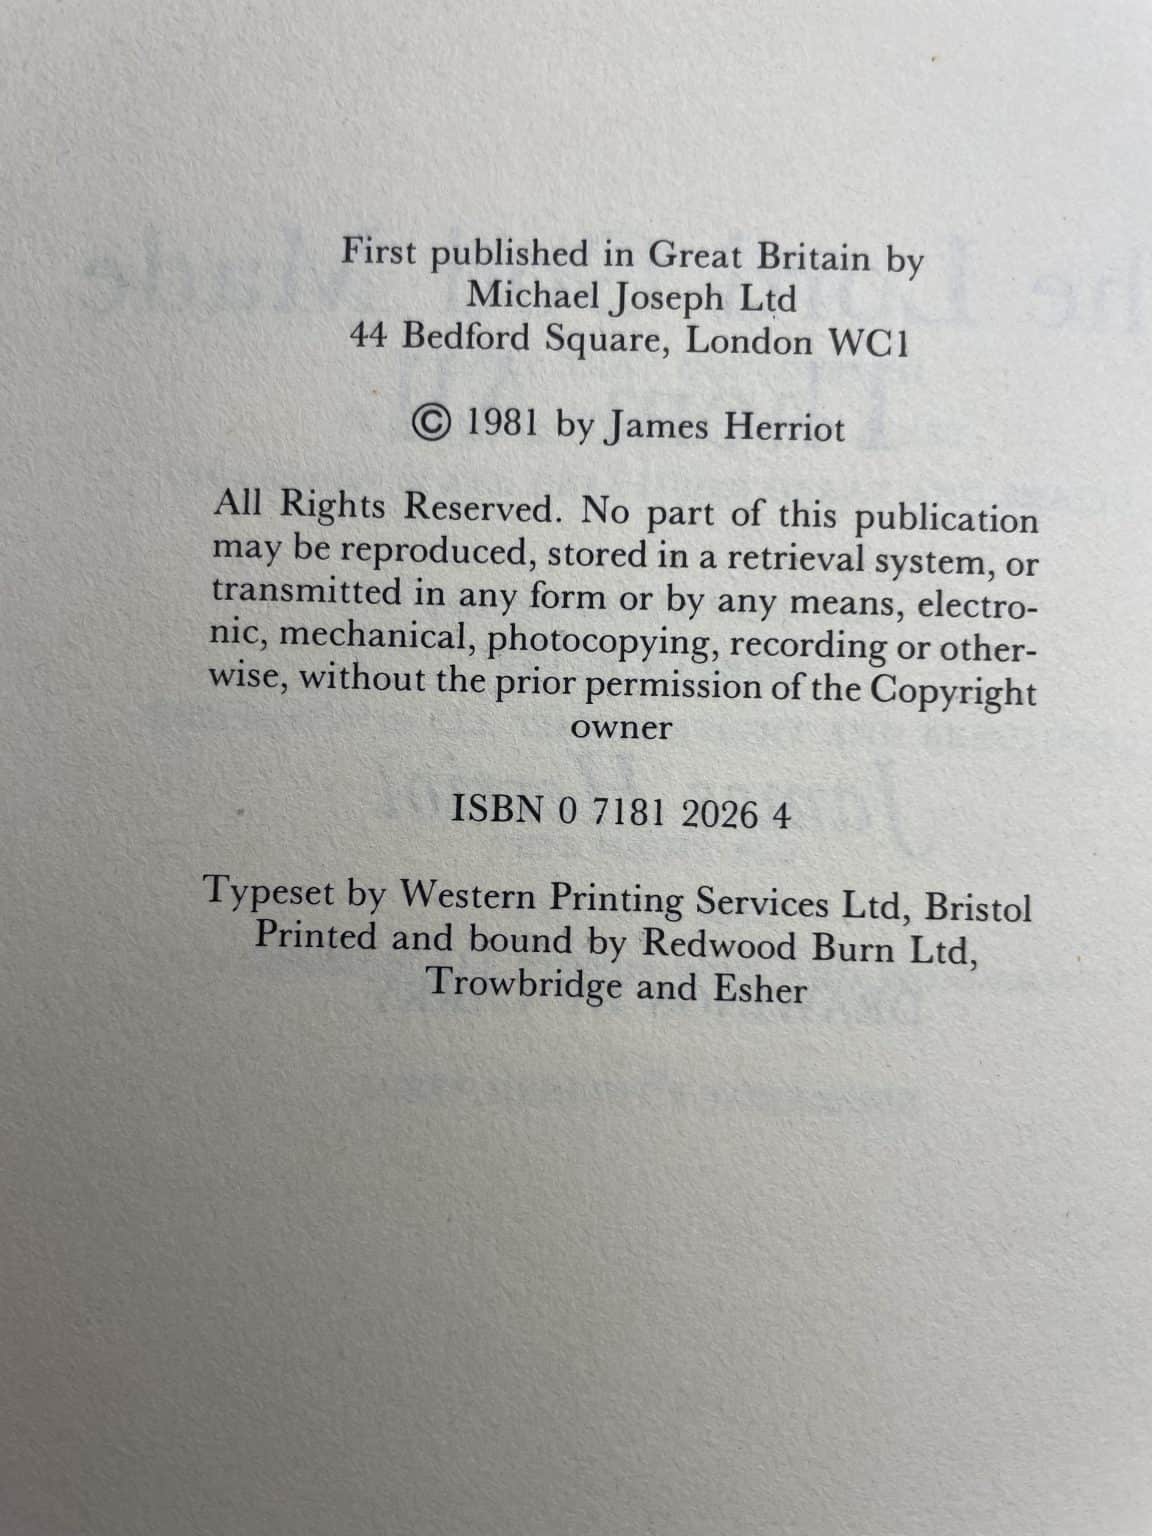 First published in Great Britain by
Michael Joseph Ltd
44 Bedford Square, London WC1
© 1981 by James Herriot
All Rights Reserved. No part of this publication
may be reproduced, stored in a retrieval system, or
transmitted in any form or by any means, electro-
nic, mechanical, photocopying, recording or other-
wise, without the prior permission of the Copyright
owner
ISBN 0 7181 2026 4
Typeset by Western Printing Services Ltd, Bristol
Printed and bound by Redwood Burn Ltd,
Trowbridge and Esher